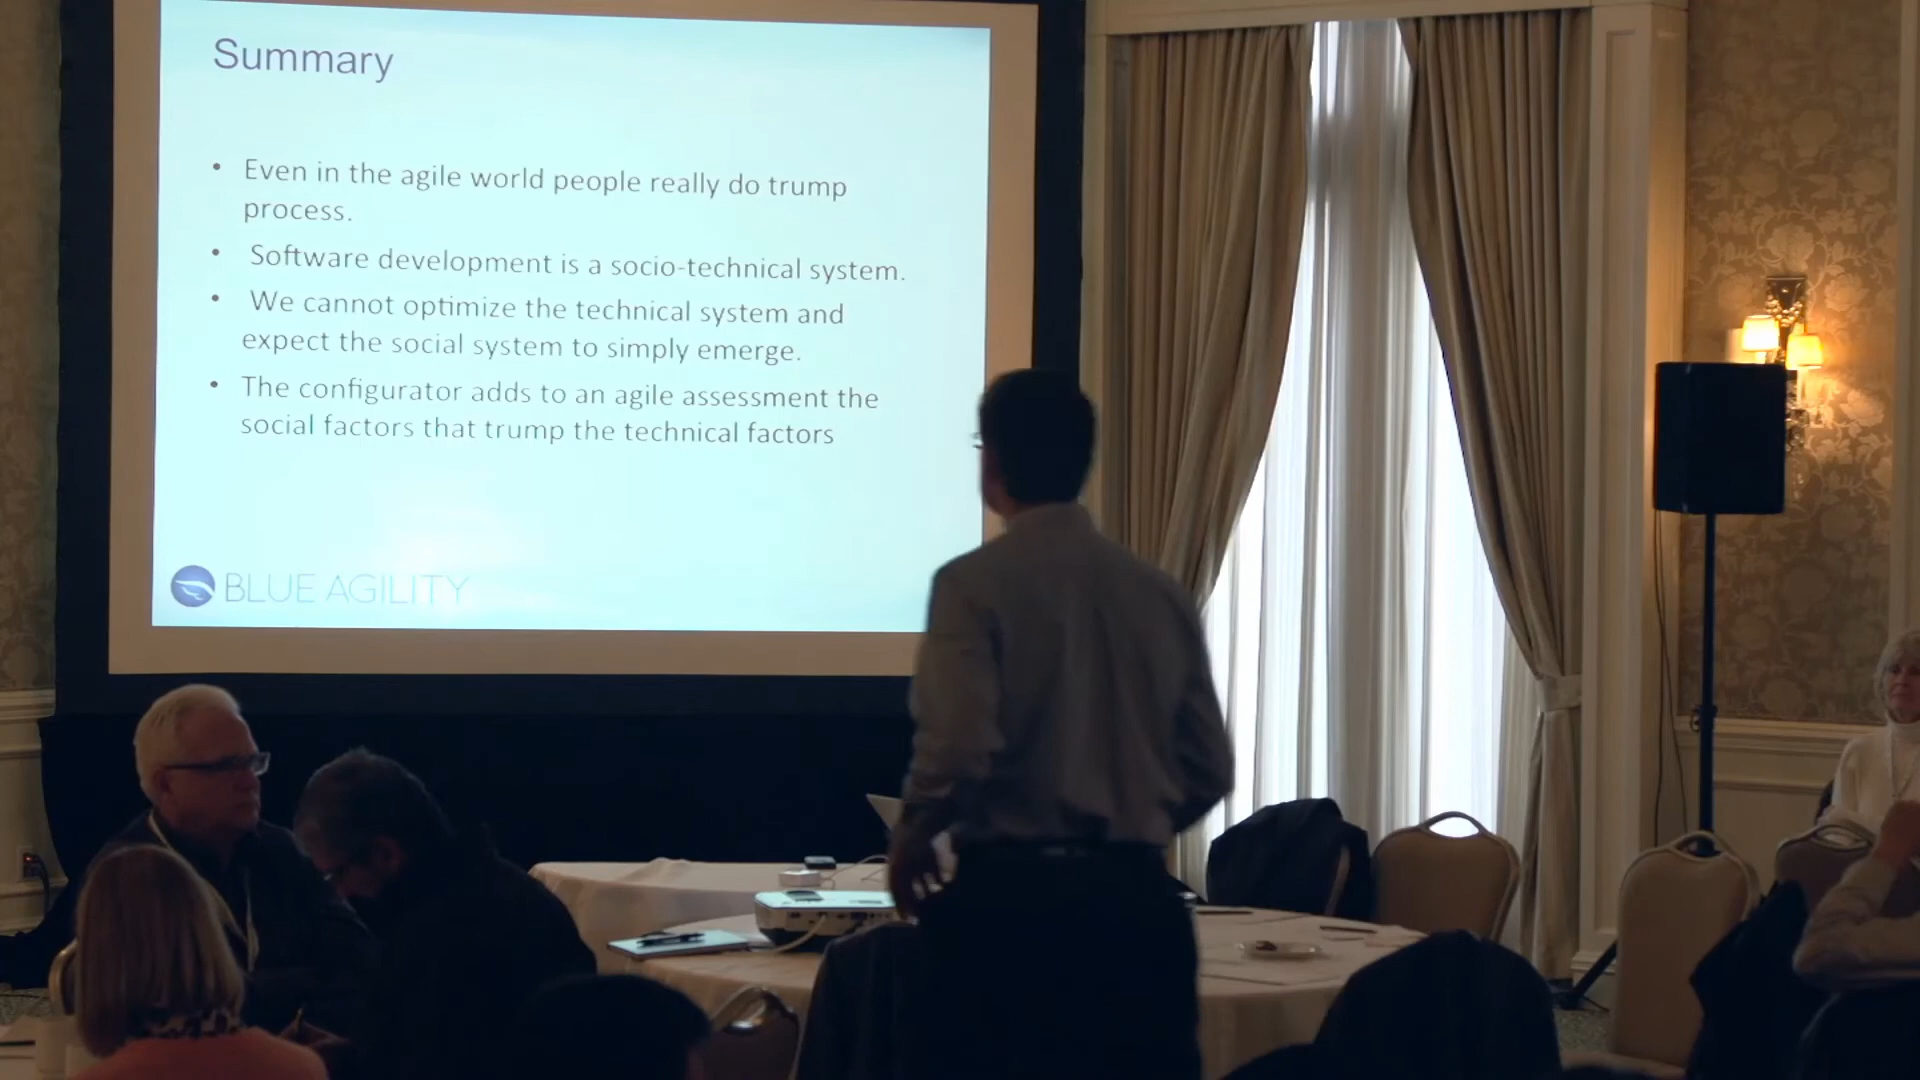 Summary
• Even in the agile world people really do trump
process.
• Software development is a socio-technical system.
• We cannot optimize the technical system and
expect the social system to simply emerge.
• The configurator adds to an agile assessment the
social factors that trump the technical factors
BLUE AGILITY